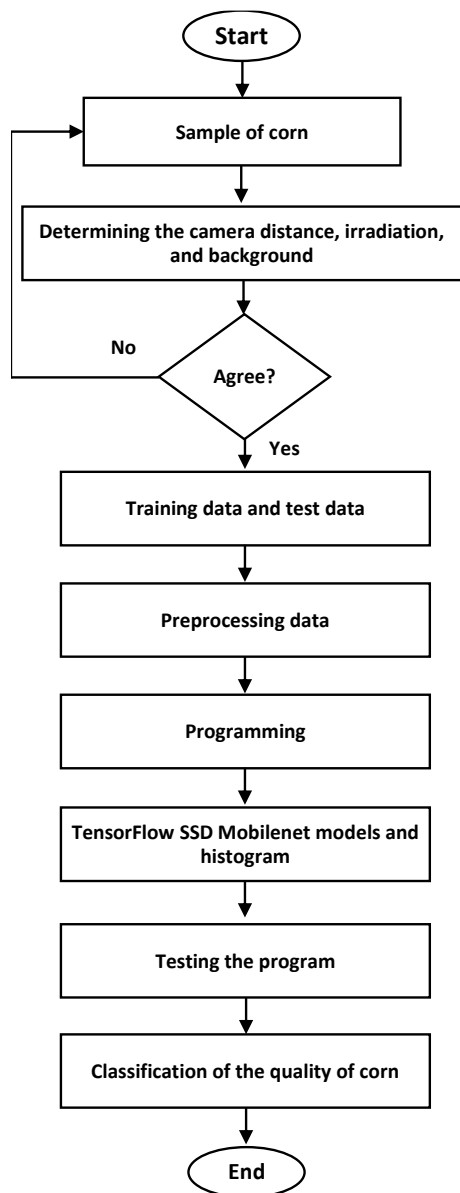 Start
Sample of corn
Determining the camera distance, irradiation,
and background
No
Agree?
Yes
Training data and test data
Preprocessing data
Programming
TensorFlow SSD Mobilenet models and
histogram
Testing the program
Classification of the quality of corn
End